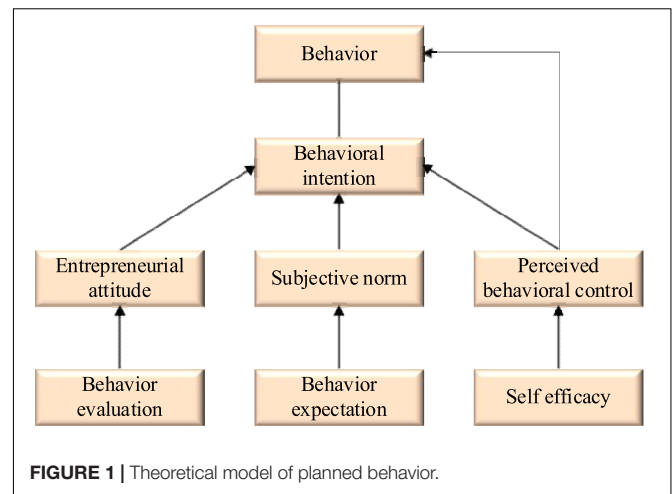 Behavior
Behavioral
intention
Entrepreneurial
attitude
Subjective norm
Perceived
behavioral control
Behavior
evaluation
Behavior
expectation
Self efficacy
FIGURE 1 | Theoretical model of planned behavior.